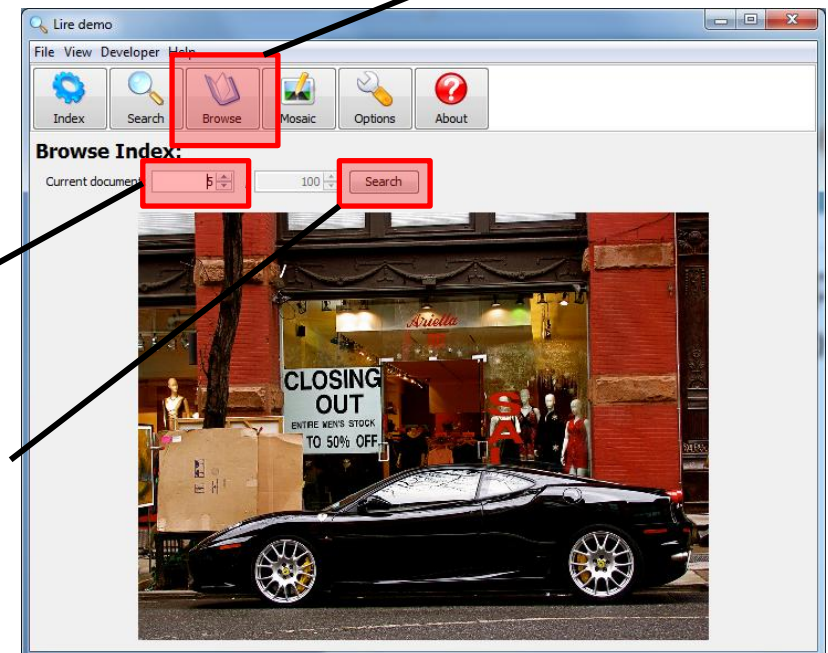 Lire demo
File View Developer Help
Index Search Browse Mosaic Options About
Browse Index:
Current document 5 100 Search
Ariella
CLOSING
OUT
ENTIRE MEN'S STOCK
TO 50% OFF